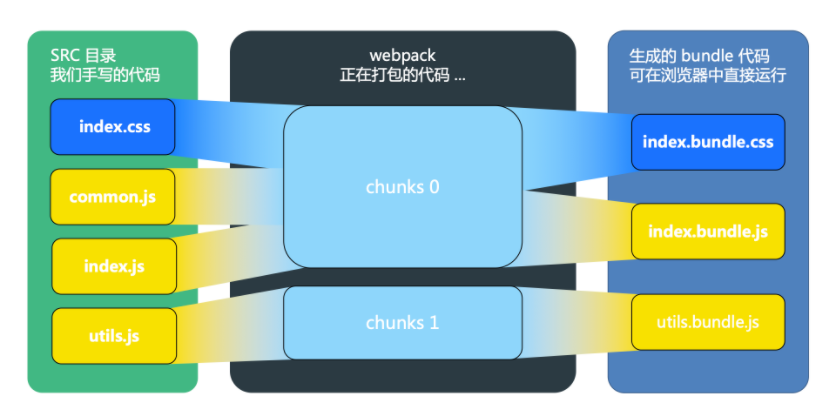 SRC 目录
我们手写的代码
index.css
common.js
index.js
utils.js
webpack
正在打包的代码 ...
chunks 0
chunks 1
生成的 bundle 代码
可在浏览器中直接运行
index.bundle.css
index.bundle.js
utils.bundle.js